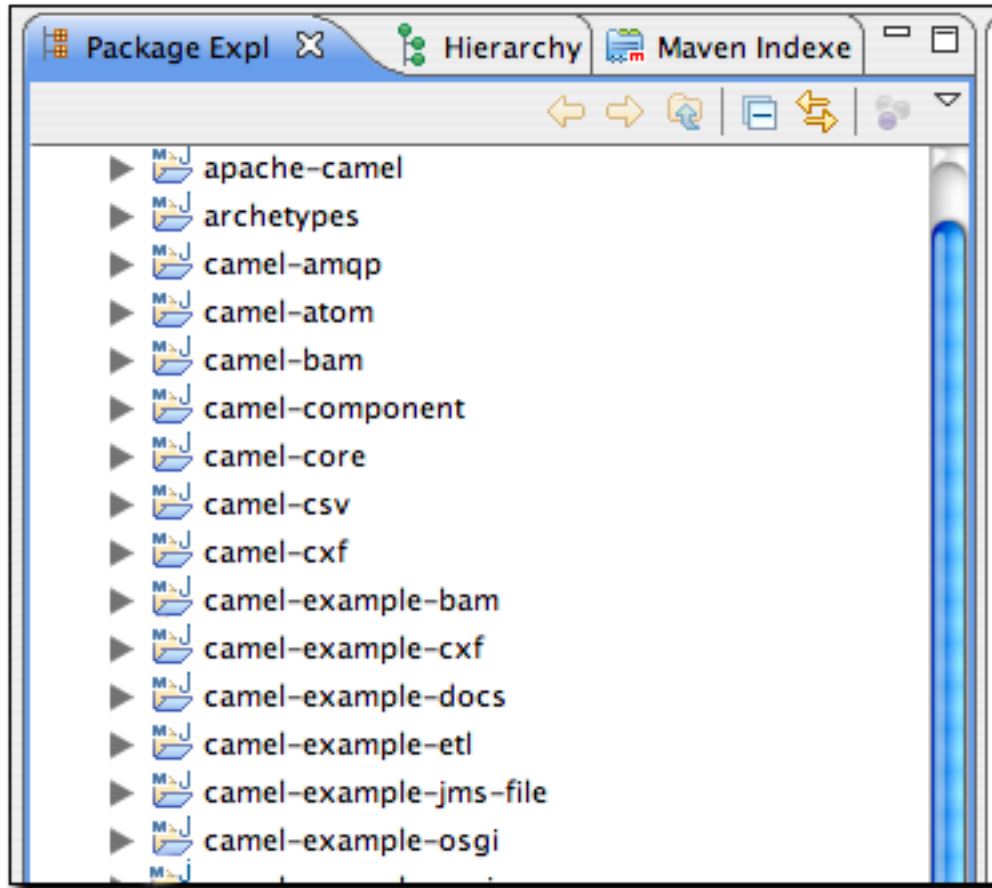 Package Expl Hierarchy Maven Indexe
apache-camel
archetypes
camel-amqp
camel-atom
camel-bam
camel-component
camel-core
camel-csv
camel-cxf
camel-example-bam
camel-example-cxf
camel-example-docs
camel-example-etl
camel-example-jms-file
camel-example-osgi